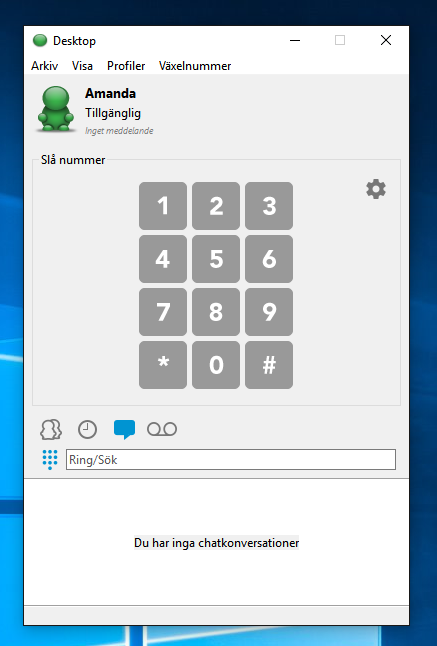 Desktop
Arkiv Visa Profiler Växelnummer
Amanda
Tillgänglig
Inget meddelande
Slå nummer
1 2 3
4 5 6
7 8 9
* 0 #
Ring/Sök
Du har inga chatkonversationer